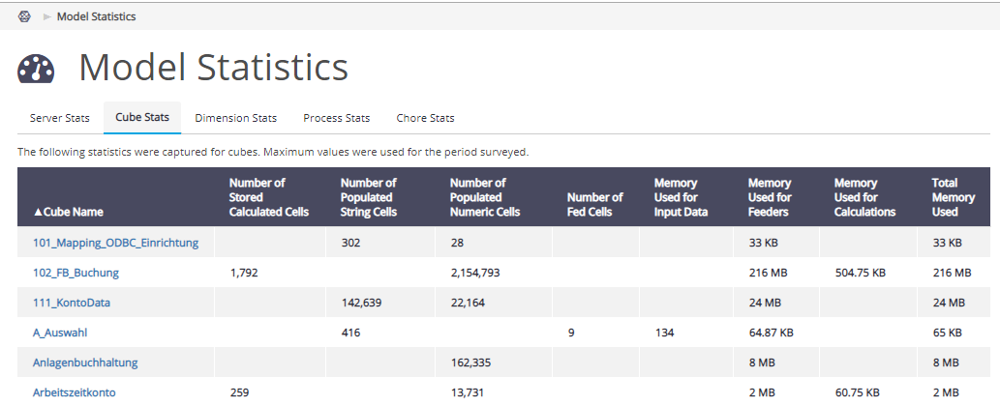 Model Statistics
Model Statistics
Server Stats Cube Stats Dimension Stats Process Stats Chore Stats
The following statistics were captured for cubes. Maximum values were used for the period surveyed.
▲Cube Name Number of Stored Calculated Cells Number of Populated String Cells Number of Populated Numeric Cells Number of Fed Cells Memory Used for Input Data Memory Used for Feeders Memory Used for Calculations Total Memory Used
101_Mapping_ODBC_Einrichtung 302 28 33 KB 33 KB
102_FB_Buchung 1,792 2,154,793 216 MB 504.75 KB 216 MB
111_KontoData 142,639 22,164 24 MB 24 MB
A_Auswahl 416 9 134 64.87 KB 65 KB
Anlagenbuchhaltung 162,335 8 MB 8 MB
Arbeitszeitkonto 259 13,731 2 MB 60.75 KB 2 MB